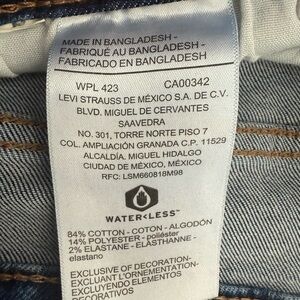 MADE IN BANGLADESH -
FABRIQUÉ AU BANGLADESH -
FABRICADO EN BANGLADESH
WPL 423 CA00342
LEVI STRAUSS DE MÉXICO S.A. DE C.V.
BLVD. MIGUEL DE CERVANTES
SAAVEDRA
NO. 301, TORRE NORTE PISO 7
COL. AMPLIACIÓN GRANADA C.P. 11529
ALCALDÍA. MIGUEL HIDALGO
CIUDAD DE MÉXICO, MÉXICO
RFC: LSM660818M98
WATER<LESS™
84% COTTON - COTON - ALGODÓN
14% POLYESTER - poliéster
2% ELASTANE - ÉLASTHANNE -
elastano
EXCLUSIVE OF DECORATION-
EXCLUANT L'ORNEMENTATION-
EXCLUYENDO ELEMENTOS
DECORATIVOS